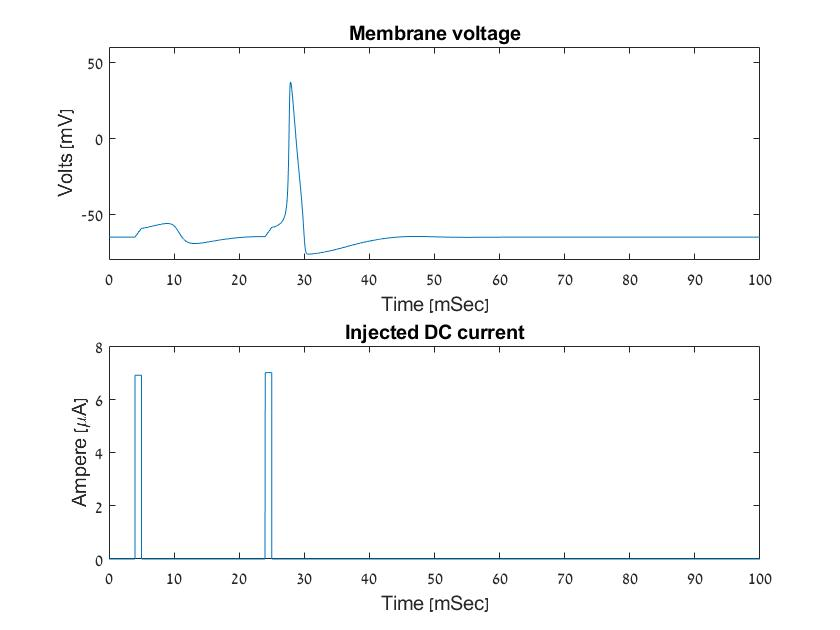 Membrane voltage
50
0
-50
Volts [mV]
0 10 20 30 40 50 60 70 80 90 100
Time [mSec]
Injected DC current
8
6
4
2
0
Ampere [μA]
0 10 20 30 40 50 60 70 80 90 100
Time [mSec]